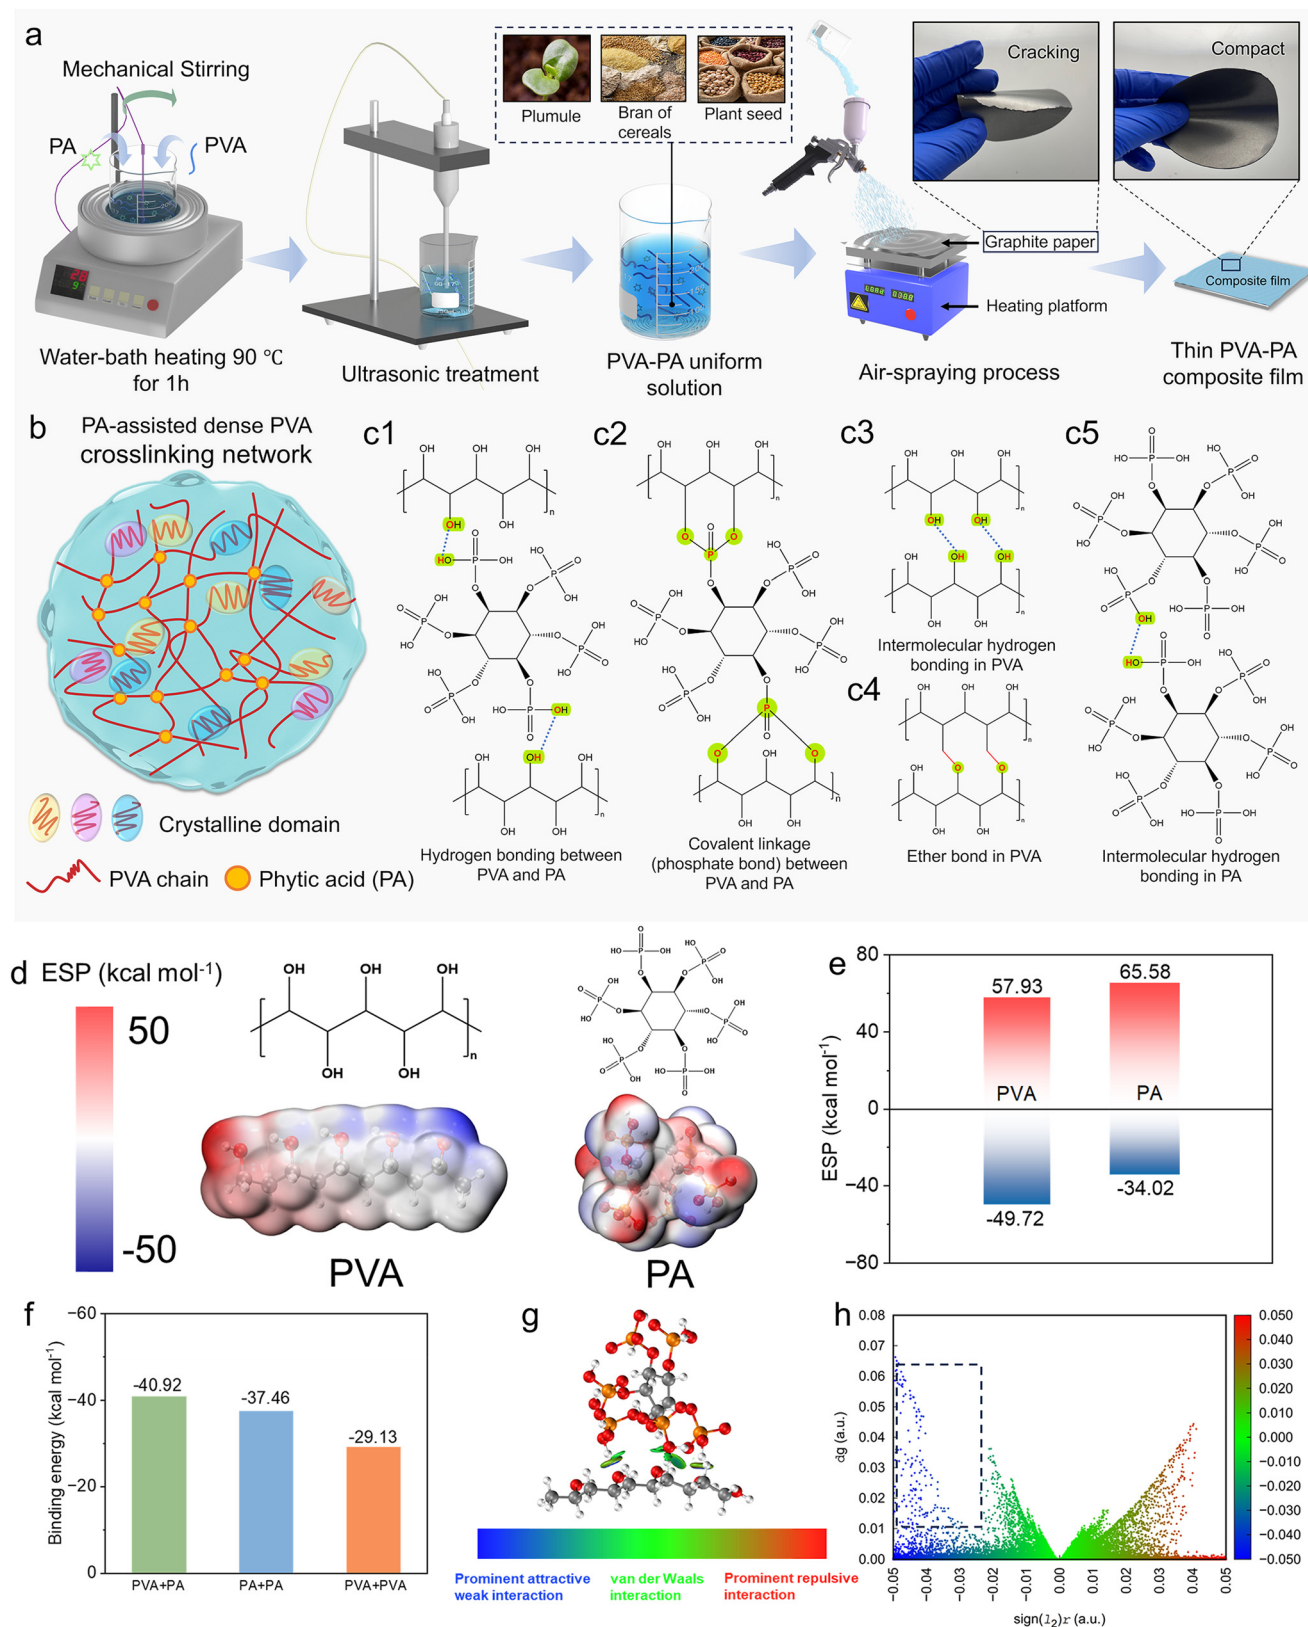 a
Mechanical Stirring
PA
PVA
Water-bath heating 90 ℃
for 1h
Ultrasonic treatment
Plumule
Bran of
cereals
Plant seed
PVA-PA uniform
solution
Cracking
Compact
Graphite paper
Heating platform
Air-spraying process
Composite film
Thin PVA-PA
composite film
b
PA-assisted dense PVA
crosslinking network
Crystalline domain
PVA chain
Phytic acid (PA)
c1
Hydrogen bonding between
PVA and PA
c2
Covalent linkage
(phosphate bond) between
PVA and PA
c3
Intermolecular hydrogen
bonding in PVA
c4
Ether bond in PVA
c5
Intermolecular hydrogen
bonding in PA
d
ESP (kcal mol-1)
50
-50
OH OH OH
OH OH
n
PVA
PA
e
ESP (kcal mol-1)
80
40
0
−40
−80
57.93
65.58
PVA
PA
-49.72
-34.02
f
Binding energy (kcal mol-1)
−60
−40
−20
0
-40.92
-37.46
-29.13
PVA+PA
PA+PA
PVA+PVA
g
Prominent attractive
weak interaction
van der Waals
interaction
Prominent repulsive
interaction
h
dg (a.u.)
0.08
0.07
0.06
0.05
0.04
0.03
0.02
0.01
0.00
−0.05 −0.04 −0.03 −0.02 −0.01 0.00 0.01 0.02 0.03 0.04 0.05
sign(l2)r (a.u.)
0.050
0.040
0.030
0.020
0.010
0.000
−0.010
−0.020
−0.030
−0.040
−0.050